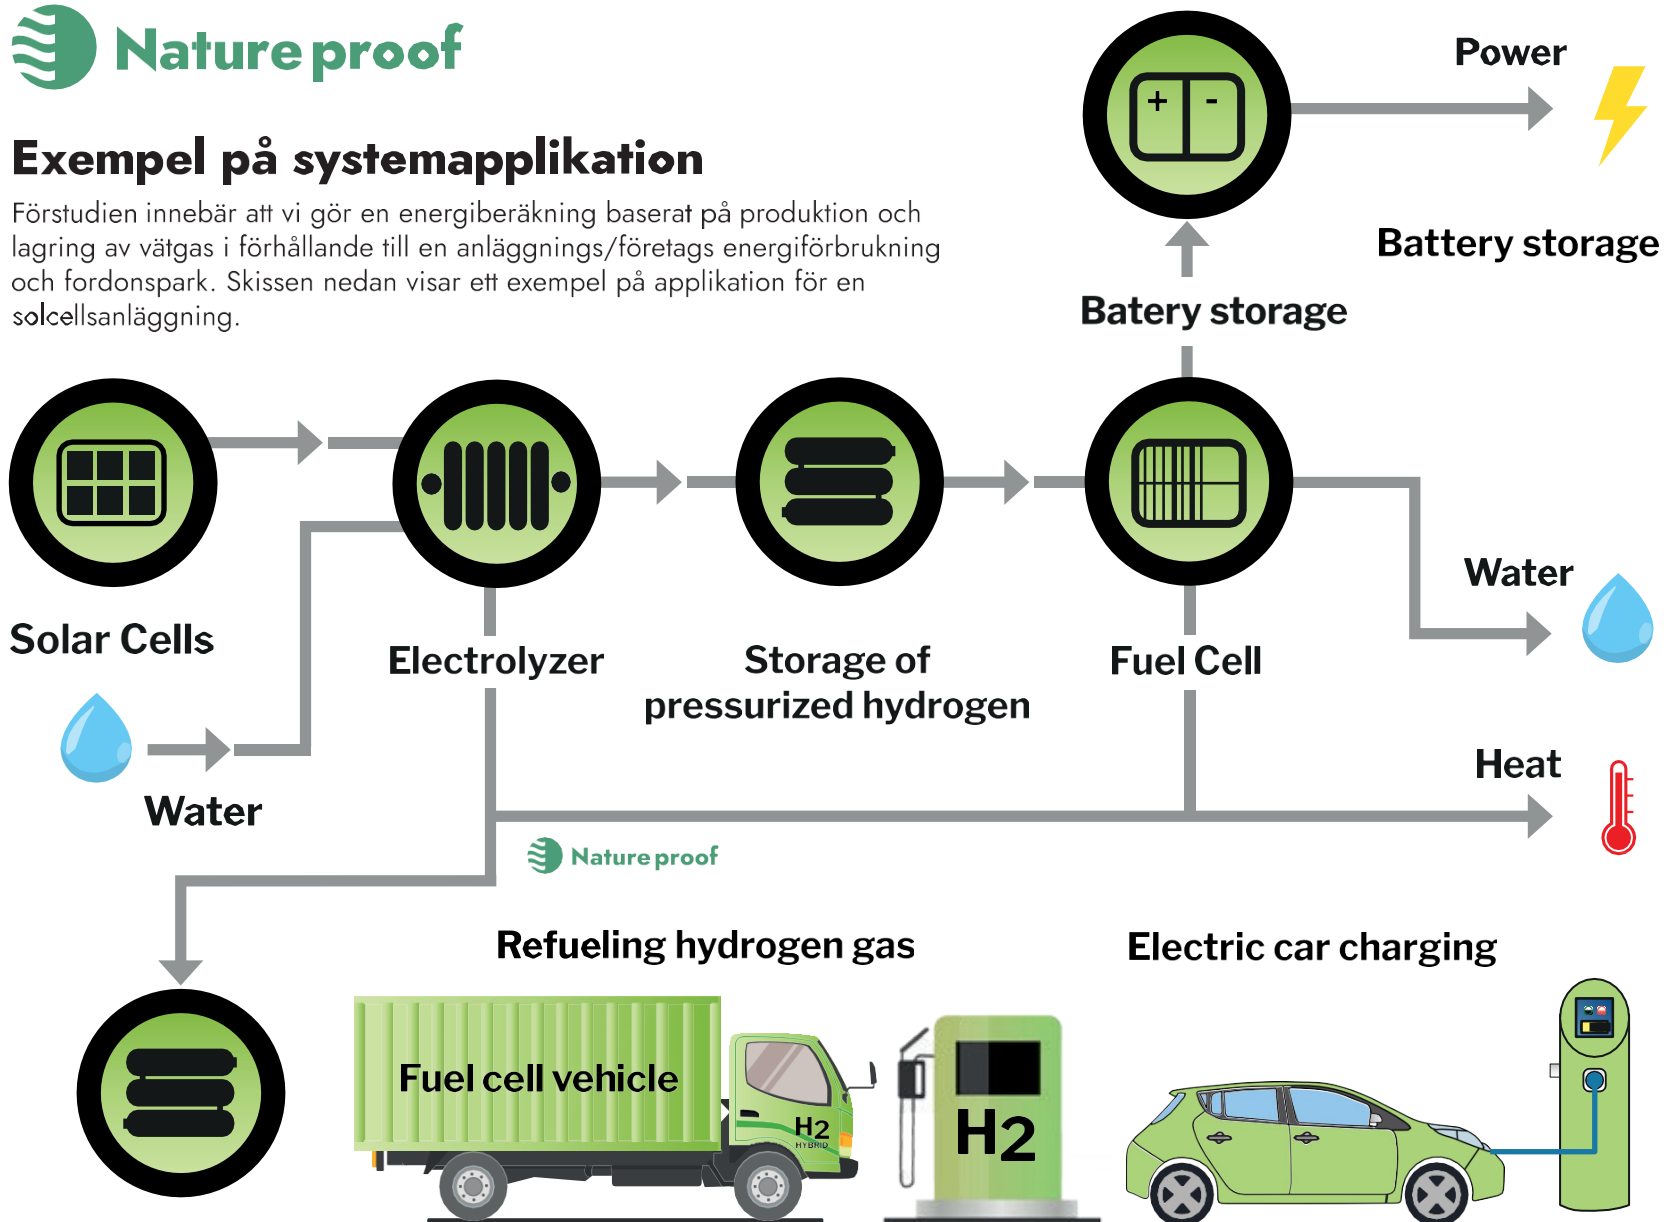 Nature proof
Exempel på systemapplikation
Förstudien innebär att vi gör en energiberäkning baserat på produktion och
lagring av vätgas i förhållande till en anläggnings/företags energiförbrukning
och fordonspark. Skissen nedan visar ett exempel på applikation för en
solcellsanläggning.
Power
+ -
Battery storage
Batery storage
Water
Solar Cells
Electrolyzer
Storage of
pressurized hydrogen
Fuel Cell
Heat
Water
Nature proof
Refueling hydrogen gas
Electric car charging
Fuel cell vehicle
H2
HYBRID
H2